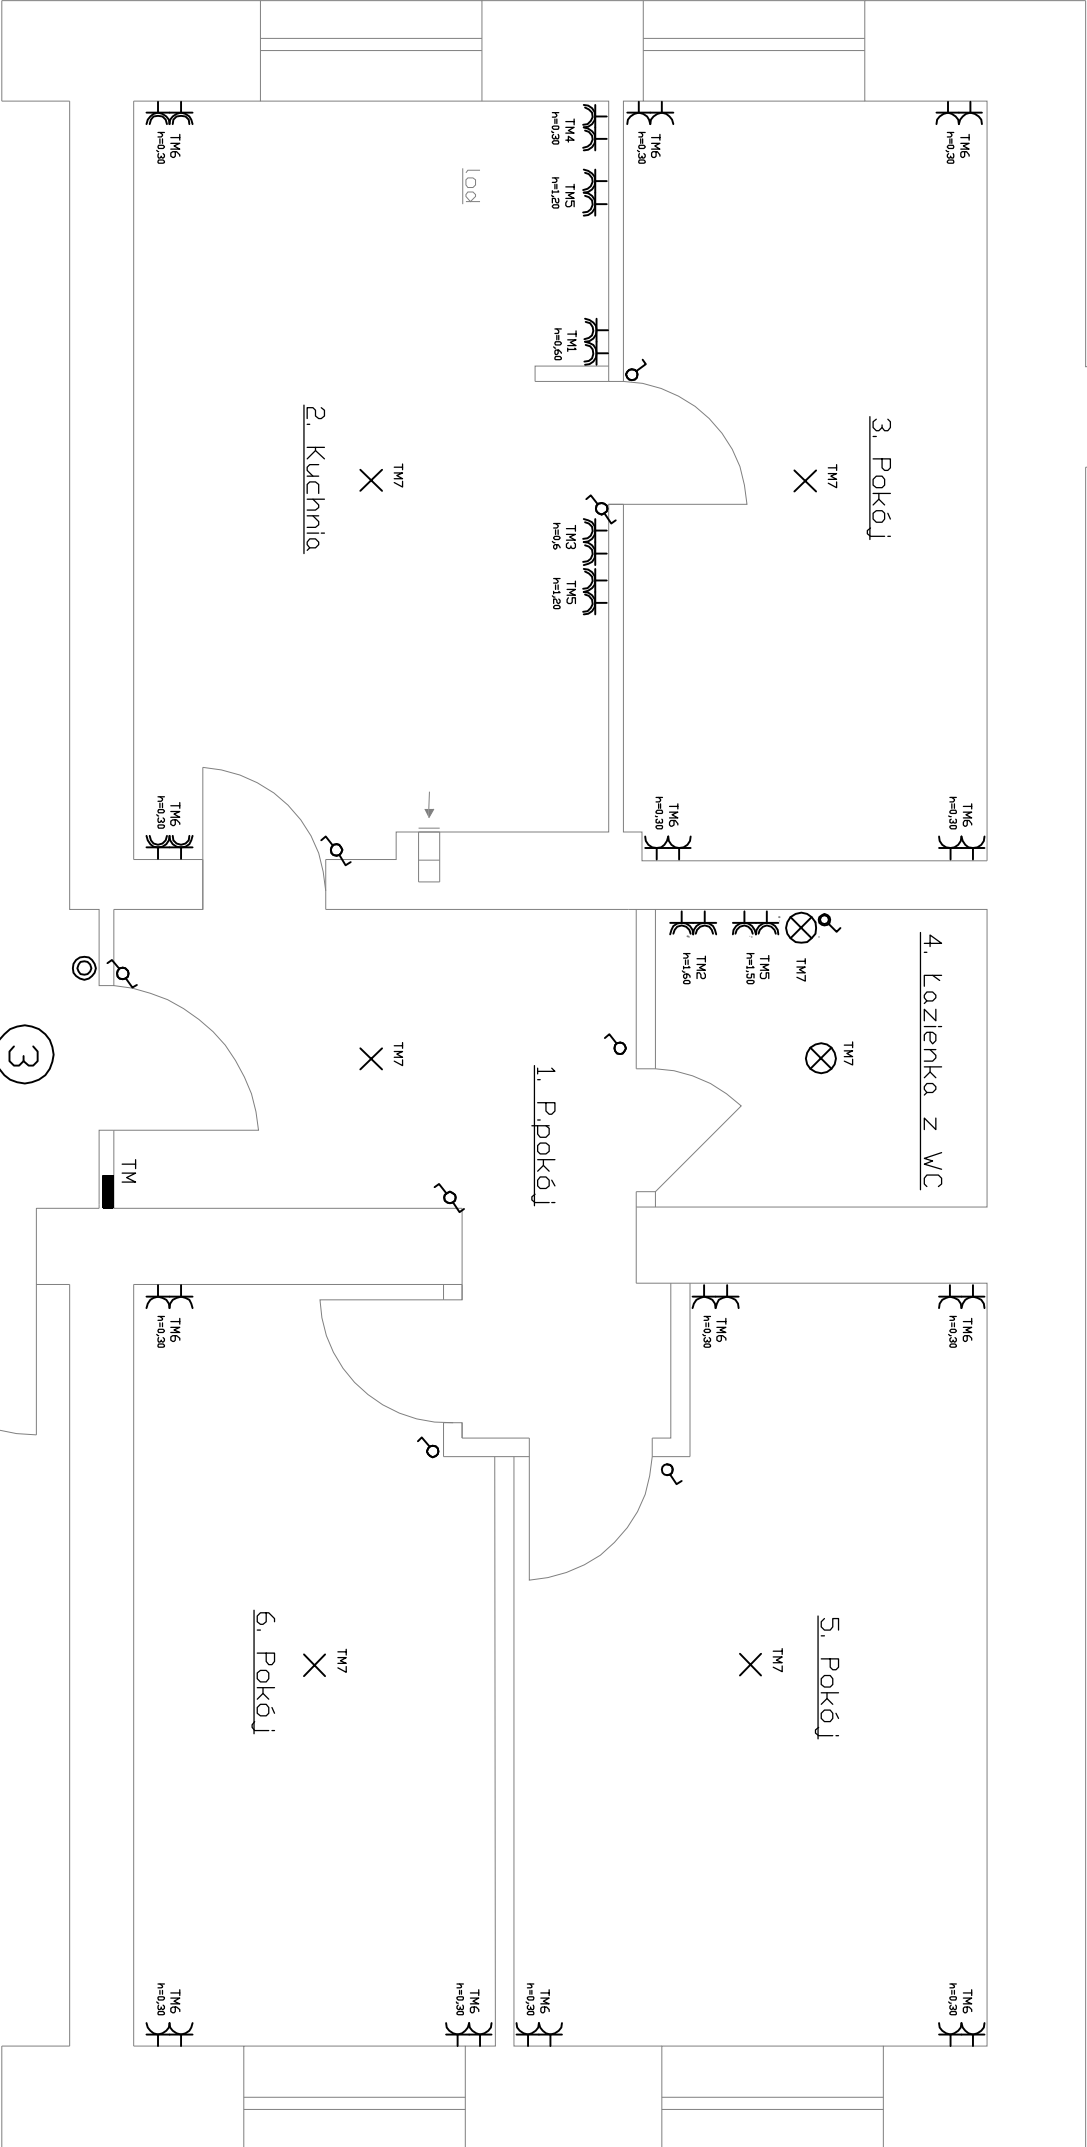 TM6
h=0,30
TM4
h=0,30
TM6
h=0,30
TM6
h=0,30
lod
TM5
h=1,20
TM1
h=0,60
2. Kuchnia
TM7
3. Pokój
TM7
TM3
h=0,6
TM5
h=1,20
TM6
h=0,30
TM6
h=0,30
TM6
h=0,30
4. Łazienka z WC
TM2
h=1,60
TM5
h=1,50
TM7
TM7
3
TM7
1. P.pokój
TM
TM6
h=0,30
TM6
h=0,30
TM6
h=0,30
6. Pokój
TM7
5. Pokój
TM7
TM6
h=0,30
TM6
h=0,30
TM6
h=0,30
TM6
h=0,30